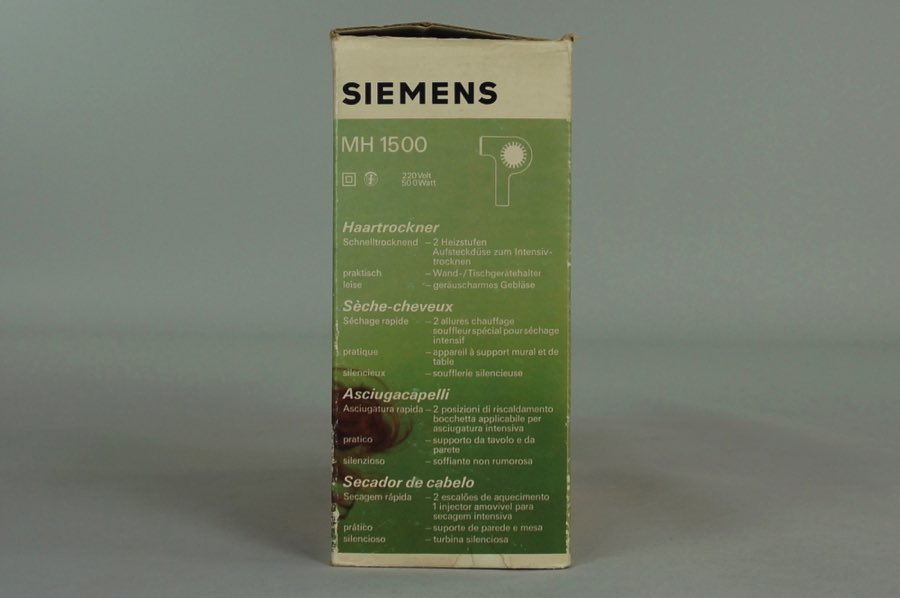 SIEMENS
MH 1500
220 Volt
500 Watt
Haartrockner
Schnelltrocknend – 2 Heizstufen
Aufsteckdüse zum Intensiv-
trocknen
praktisch – Wand-/Tischgerätehalter
leise – geräuscharmes Gebläse
Sèche-cheveux
Séchage rapide – 2 allures chauffage
souffleur spécial pour séchage
intensif
pratique – appareil à support mural et de
table
silencieux – soufflerie silencieuse
Asciugacapelli
Asciugatura rapida – 2 posizioni di riscaldamento
bocchetta applicabile per
asciugatura intensiva
pratico – supporto da tavolo e da
parete
silenzioso – soffiante non rumorosa
Secador de cabelo
Secagem rápida – 2 escalões de aquecimento
1 injector amovível para
secagem intensiva
prático – suporte de parede e mesa
silencioso – turbina silenciosa